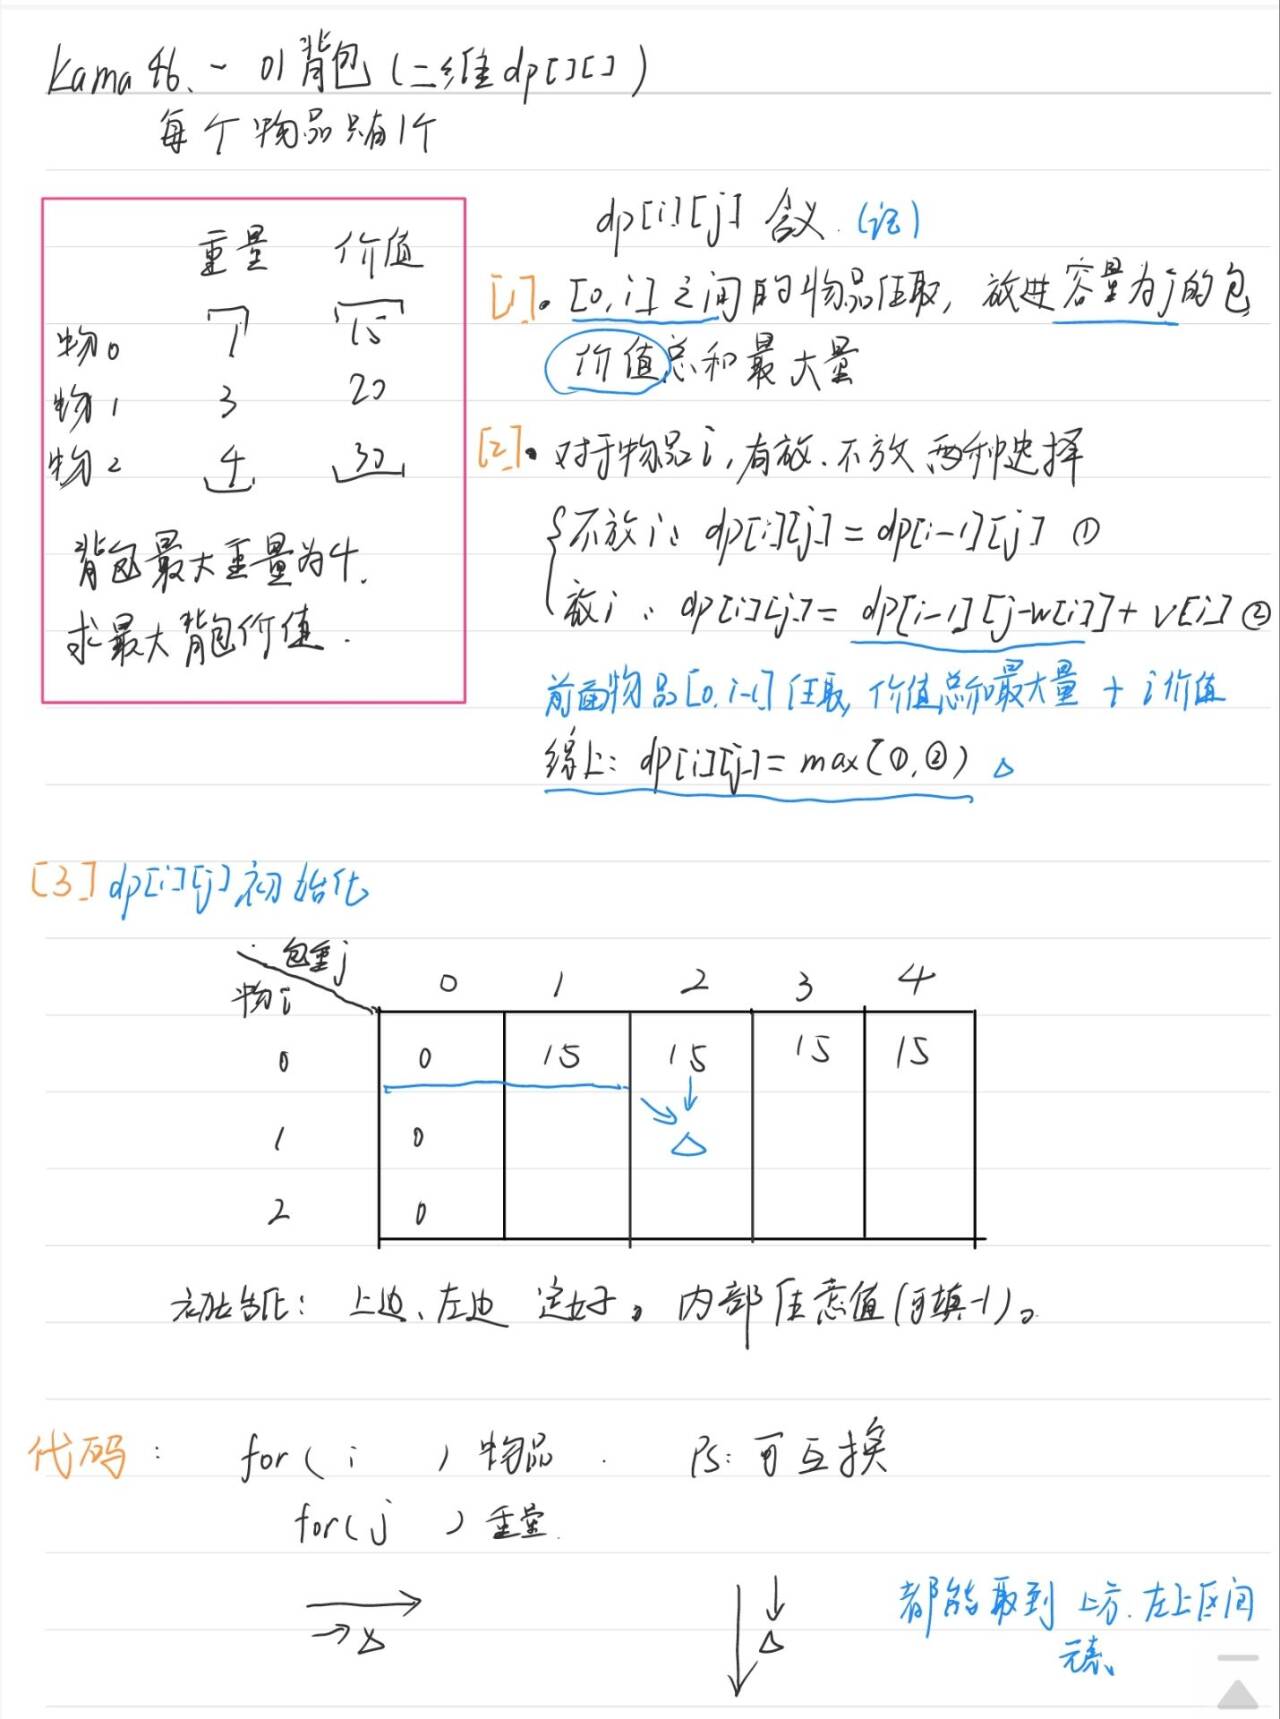 Kama 46. ~ 01背包(二维dp[][])
每个物品只有1个
重量 价值
物0 1 15
物1 3 20
物2 4 30
背包最大重量为4.
求最大背包价值.
dp[i][j] 含义.(记)
[1]. [0,i]之间的物品任取, 放进容量为j的包
价值总和最大量
[2]. 对于物品i, 有放、不放两种选择
不放i: dp[i][j] = dp[i-1][j] ①
放i: dp[i][j] = dp[i-1][j-w[i]] + v[i] ②
前面物品[0,i-1]任取, 价值总和最大量 + i价值
综上: dp[i][j] = max(①,②) △
[3] dp[i][j]初始化
包重j
物i
0 1 2 3 4
0 0 15 15 15 15
1 0 △
2 0
初始化: 上边、左边 定好。内部任意值(可填-1)。
代码: for( i ) 物品. PS: 可互换
for( j ) 重量.
都能取到 上方、左上区间
元素、